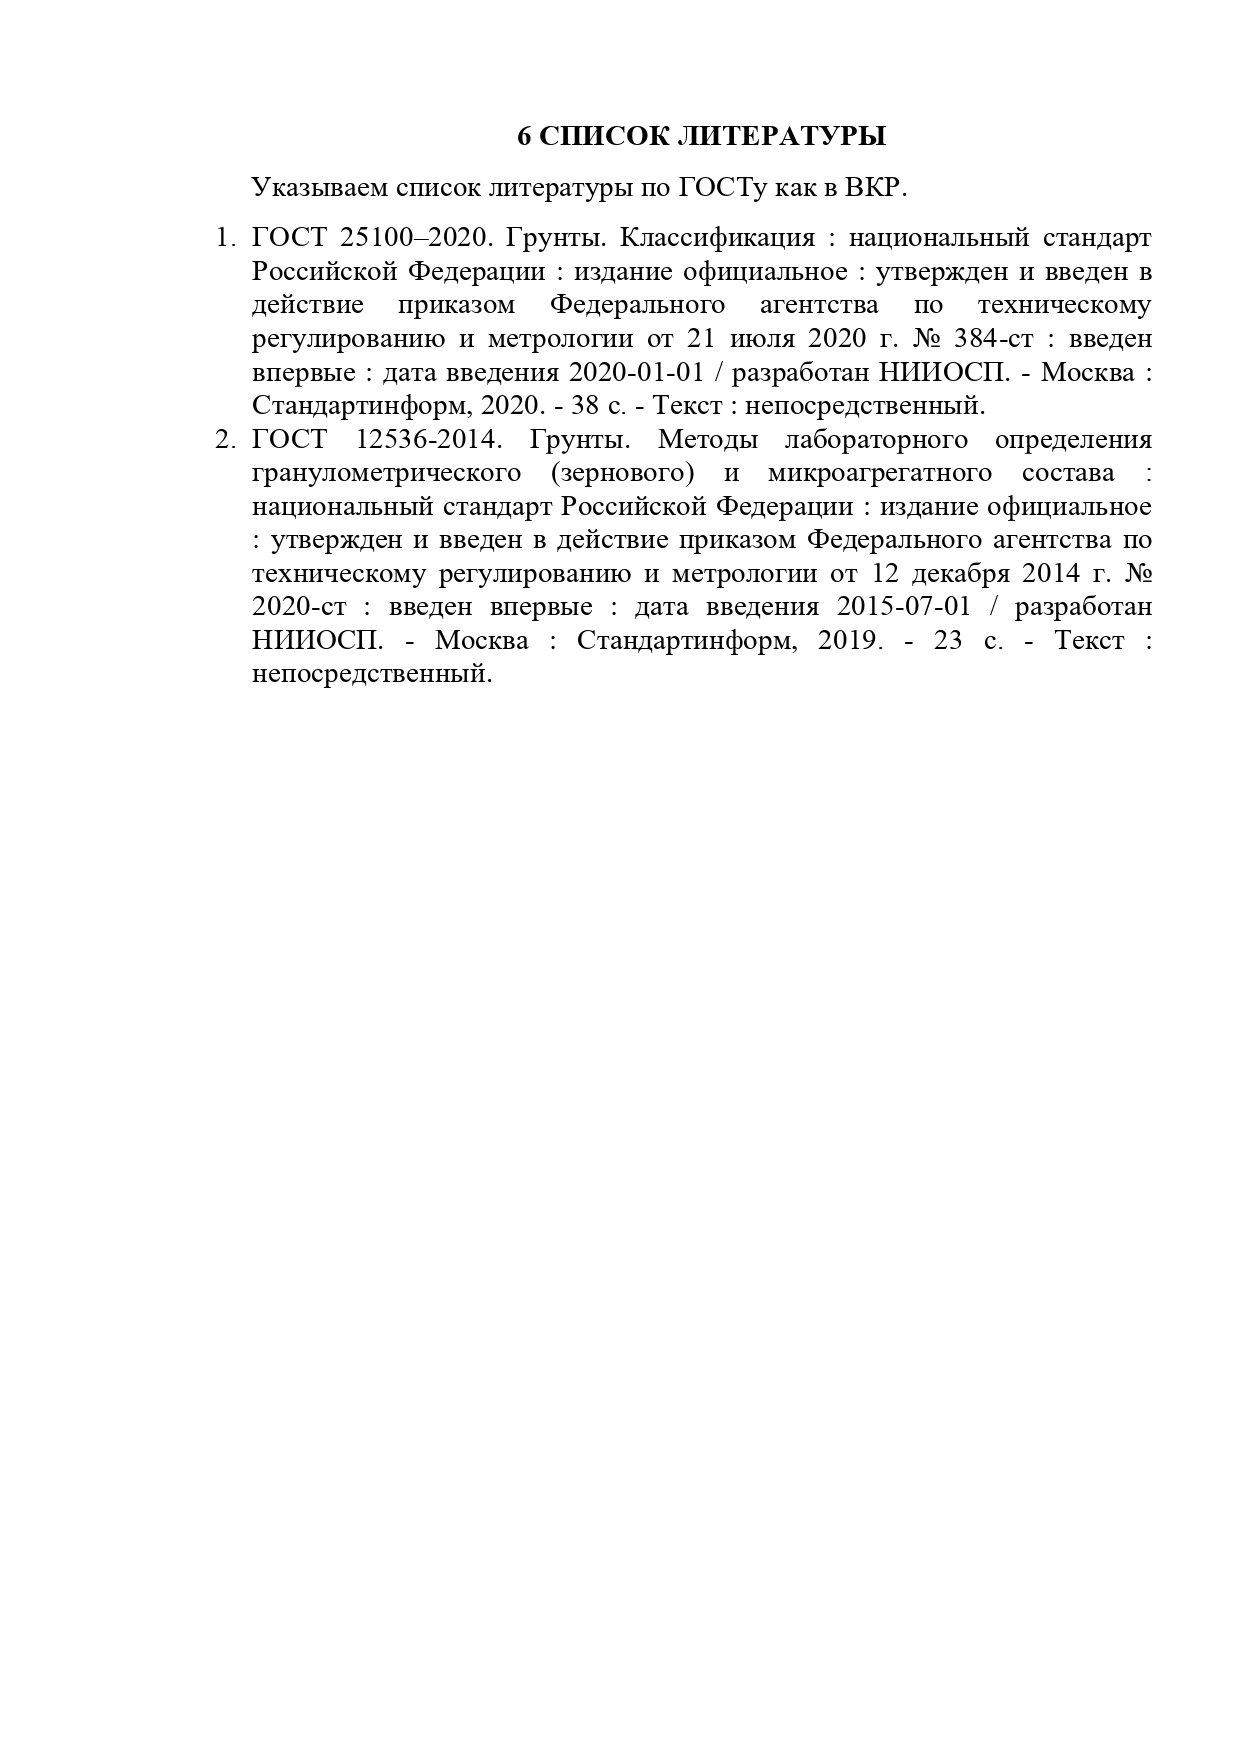 6 СПИСОК ЛИТЕРАТУРЫ
Указываем список литературы по ГОСТу как в ВКР.
1. ГОСТ 25100–2020. Грунты. Классификация : национальный стандарт
Российской Федерации : издание официальное : утвержден и введен в
действие приказом Федерального агентства по техническому
регулированию и метрологии от 21 июля 2020 г. № 384-ст : введен
впервые : дата введения 2020-01-01 / разработан НИИОСП. - Москва :
Стандартинформ, 2020. - 38 с. - Текст : непосредственный.
2. ГОСТ 12536-2014. Грунты. Методы лабораторного определения
гранулометрического (зернового) и микроагрегатного состава :
национальный стандарт Российской Федерации : издание официальное
: утвержден и введен в действие приказом Федерального агентства по
техническому регулированию и метрологии от 12 декабря 2014 г. №
2020-ст : введен впервые : дата введения 2015-07-01 / разработан
НИИОСП. - Москва : Стандартинформ, 2019. - 23 с. - Текст :
непосредственный.